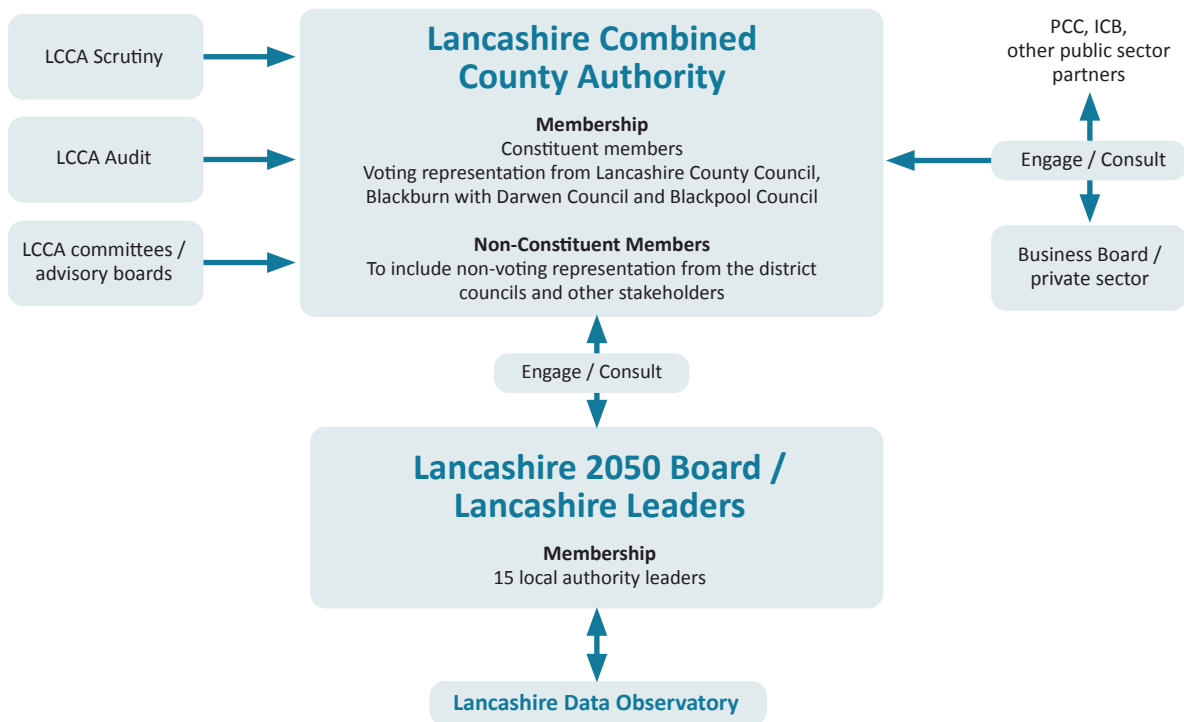 LCCA Scrutiny
LCCA Audit
LCCA committees /
advisory boards
Lancashire Combined
County Authority
Membership
Constituent members
Voting representation from Lancashire County Council,
Blackburn with Darwen Council and Blackpool Council
Non-Constituent Members
To include non-voting representation from the district
councils and other stakeholders
PCC, ICB,
other public sector
partners
Engage / Consult
Business Board /
private sector
Engage / Consult
Lancashire 2050 Board /
Lancashire Leaders
Membership
15 local authority leaders
Lancashire Data Observatory